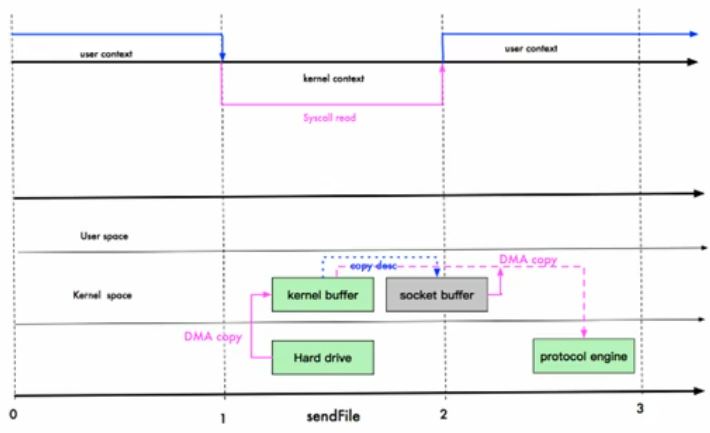 user context
user context
kernel context
Syscall read
User space
copy desc
DMA copy
Kernel space
kernel buffer
socket buffer
DMA copy
Hard drive
protocol engine
0
1
sendFile
2
3